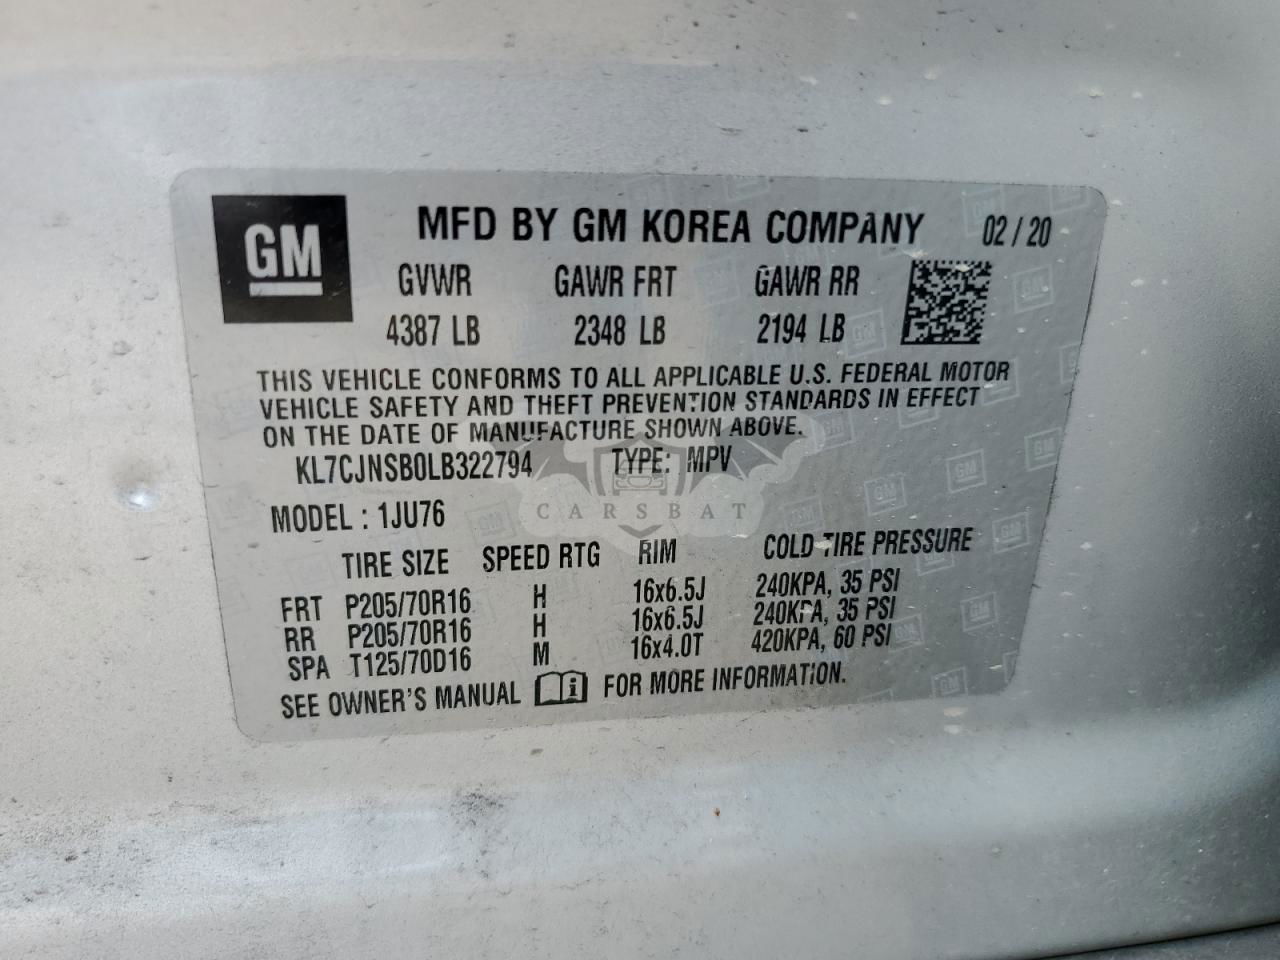 GM
MFD BY GM KOREA COMPANY 02 / 20
GVWR GAWR FRT GAWR RR
4387 LB 2348 LB 2194 LB
THIS VEHICLE CONFORMS TO ALL APPLICABLE U.S. FEDERAL MOTOR
VEHICLE SAFETY AND THEFT PREVENTION STANDARDS IN EFFECT
ON THE DATE OF MANUFACTURE SHOWN ABOVE.
KL7CJNSB0LB322794 TYPE: MPV
CARSBAT
MODEL : 1JU76
TIRE SIZE SPEED RTG RIM COLD TIRE PRESSURE
FRT P205/70R16 H 16x6.5J 240KPA, 35 PSI
RR P205/70R16 H 16x6.5J 240KPA, 35 PSI
SPA T125/70D16 M 16x4.0T 420KPA, 60 PSI
SEE OWNER'S MANUAL i FOR MORE INFORMATION.